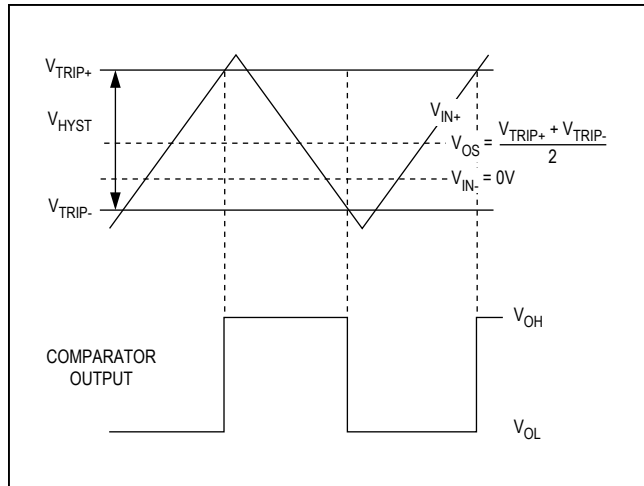 VTRIP+
VHYST
VIN+
VOS = VTRIP+ + VTRIP-
2
VIN- = 0V
VTRIP-
COMPARATOR
OUTPUT
VOH
VOL